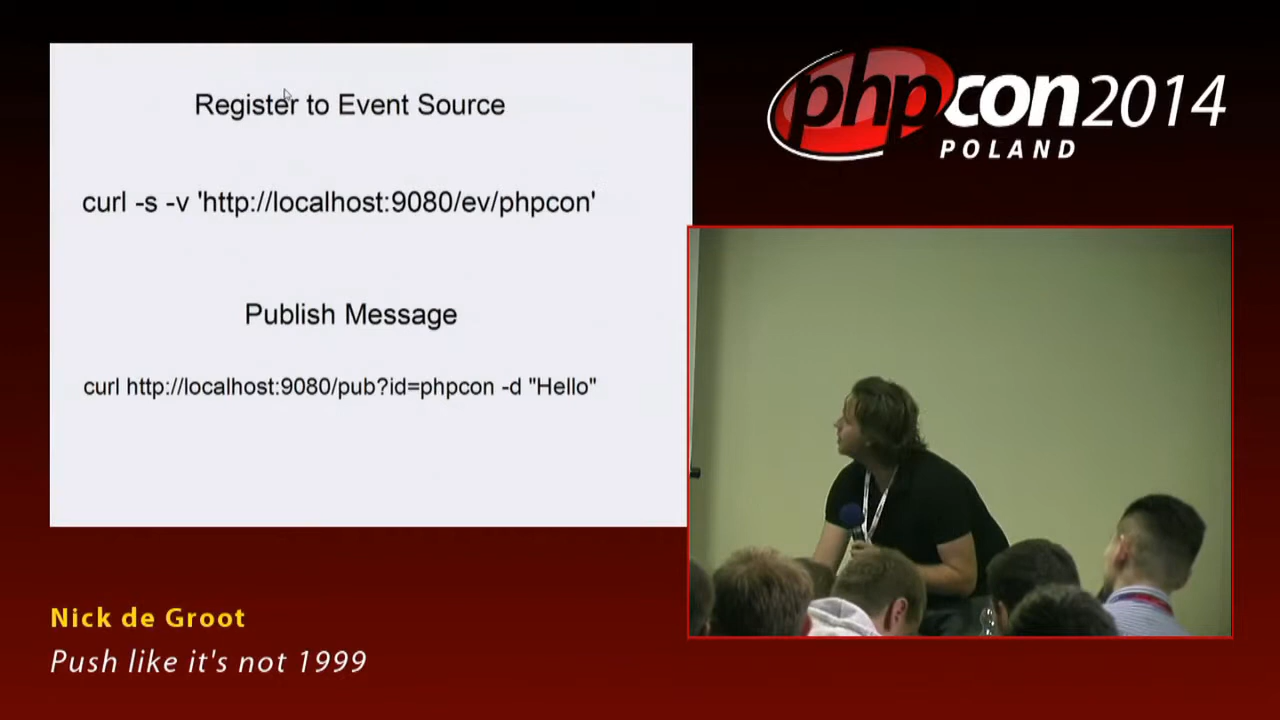 Register to Event Source
curl -s -v 'http://localhost:9080/ev/phpcon'
Publish Message
curl http://localhost:9080/pub?id=phpcon -d "Hello"
phpcon2014
POLAND
Nick de Groot
Push like it's not 1999